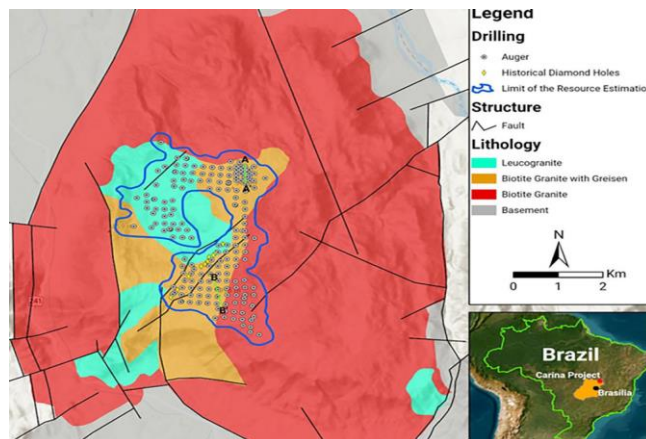 Legend
Drilling
Auger
Historical Diamond Holes
Limit of the Resource Estimation
Structure
Fault
Lithology
Leucogranite
Biotite Granite with Greisen
Biotite Granite
Basement
N
0 1 2
Km
A
A'
B'
B
Brazil
Carina Project
Brasília